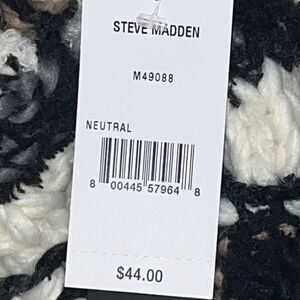 STEVE MADDEN
M49088
NEUTRAL
8 00445 57964 8
$44.00